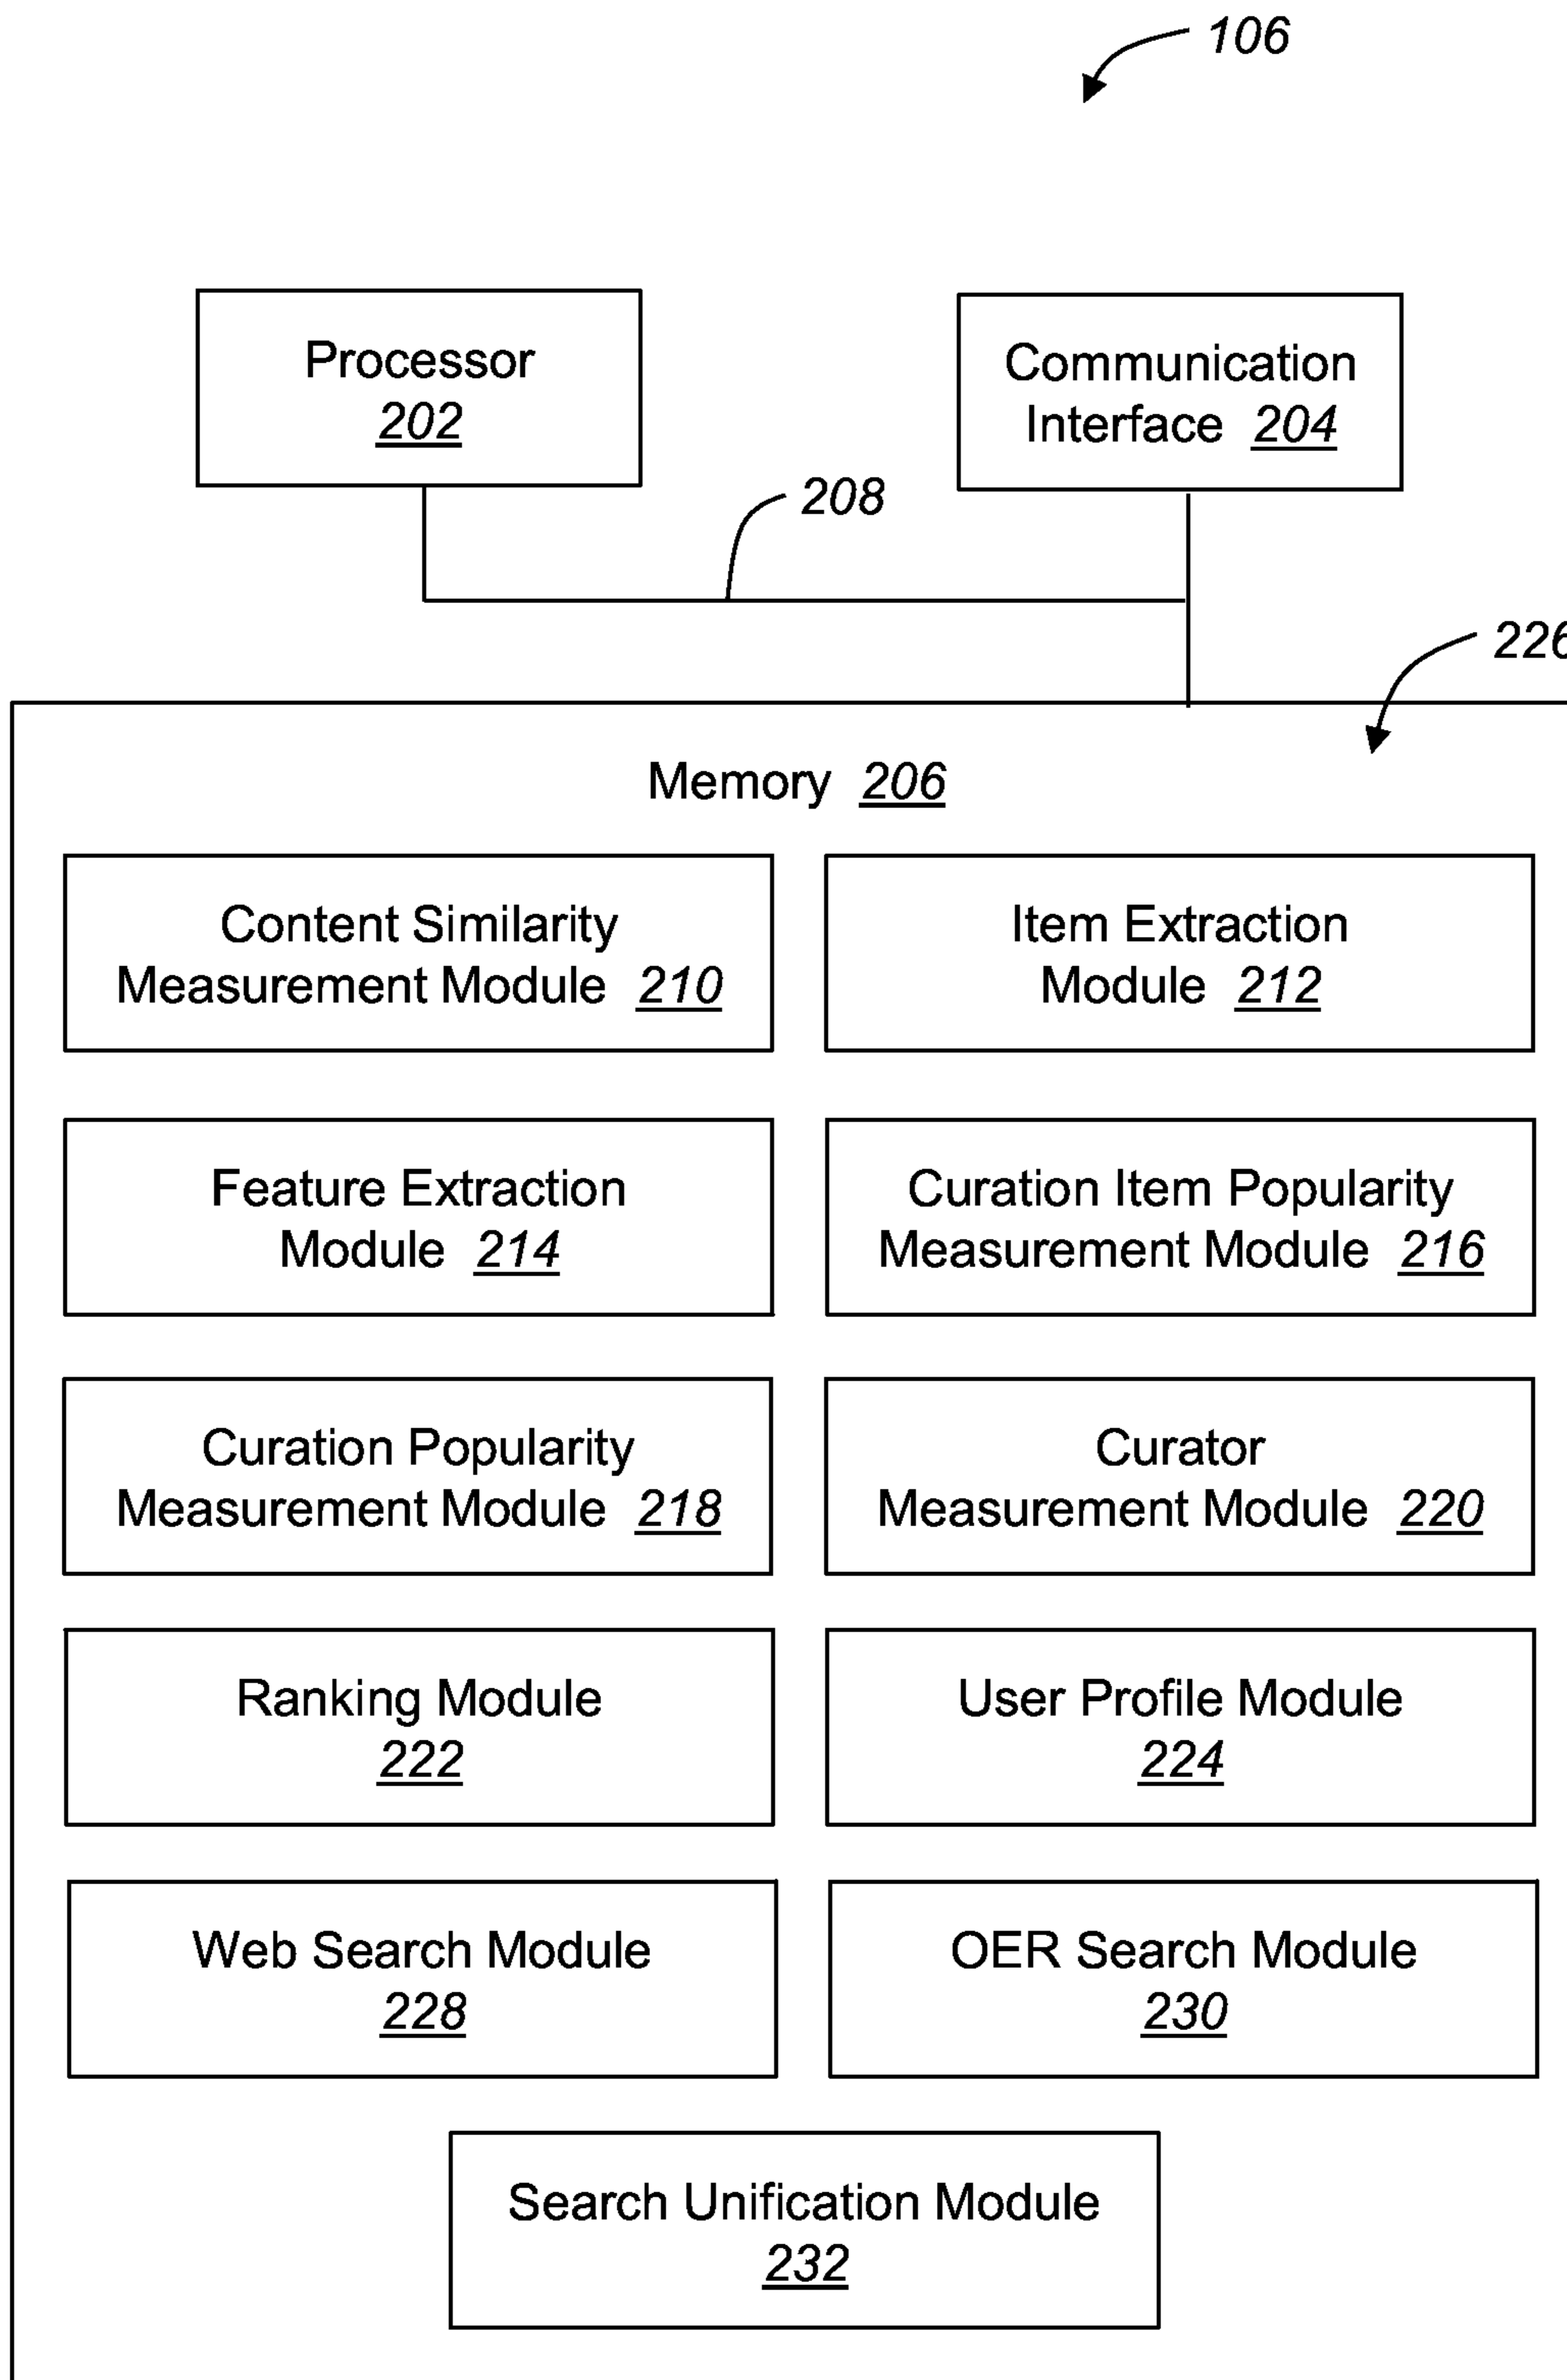 106
Processor
202
Communication
Interface 204
208
226
Memory 206
Content Similarity
Measurement Module 210
Item Extraction
Module 212
Feature Extraction
Module 214
Curation Item Popularity
Measurement Module 216
Curation Popularity
Measurement Module 218
Curator
Measurement Module 220
Ranking Module
222
User Profile Module
224
Web Search Module
228
OER Search Module
230
Search Unification Module
232